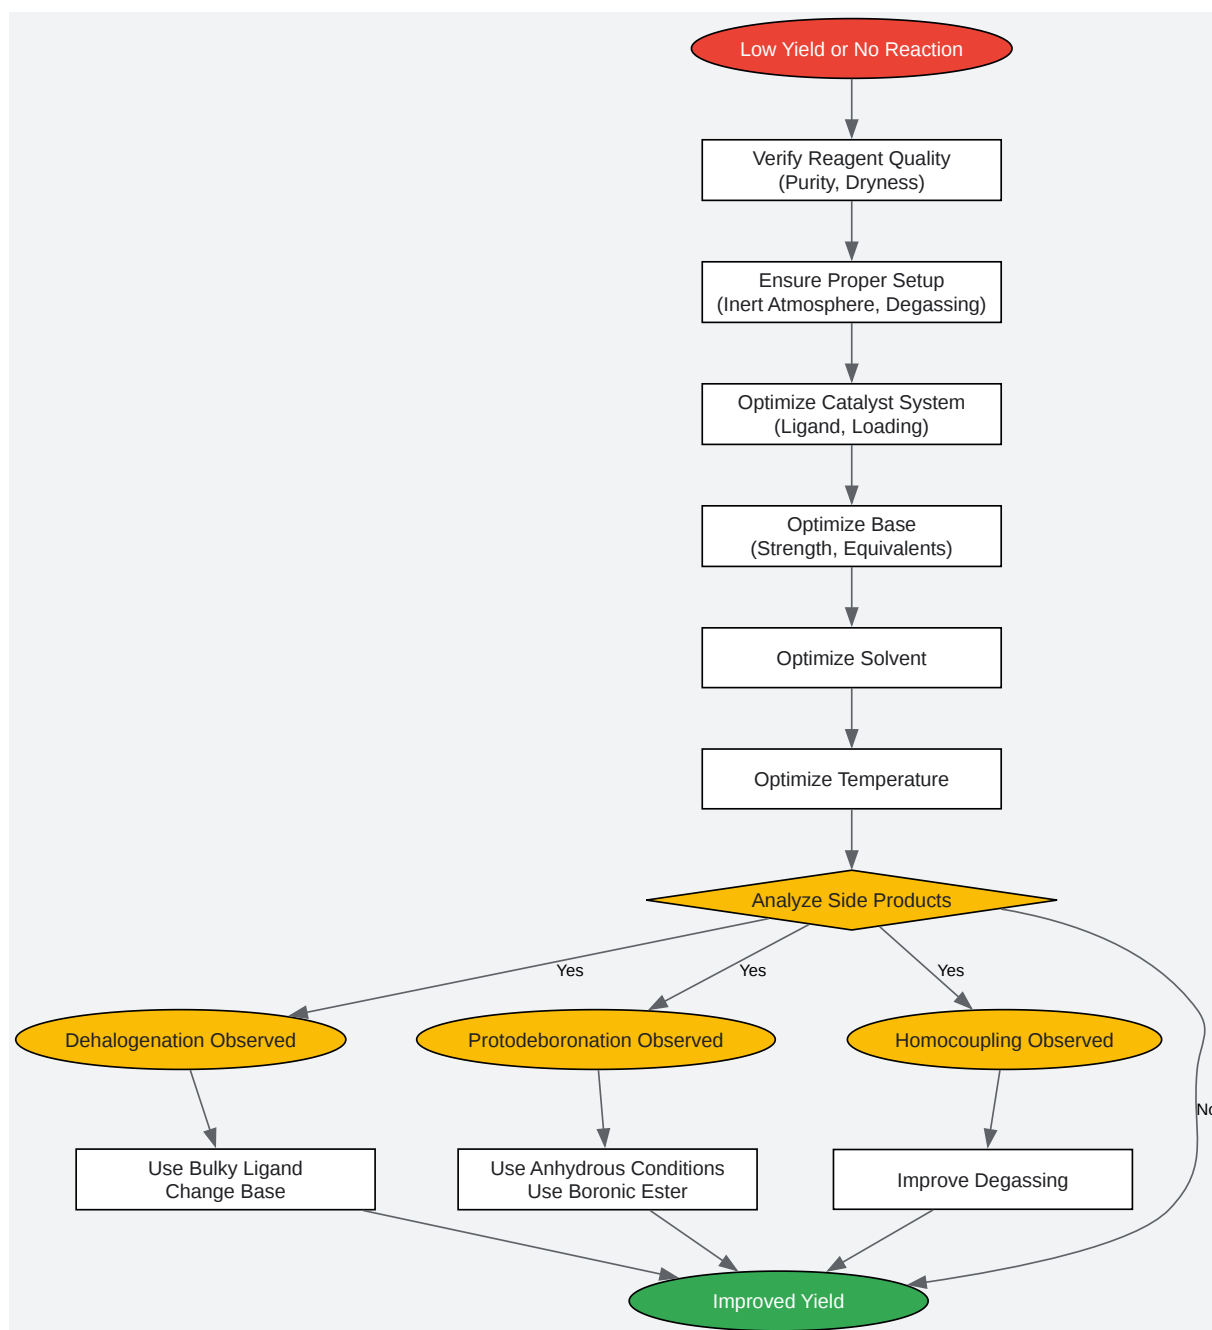 Low Yield or No Reaction
Verify Reagent Quality
(Purity, Dryness)
Ensure Proper Setup
(Inert Atmosphere, Degassing)
Optimize Catalyst System
(Ligand, Loading)
Optimize Base
(Strength, Equivalents)
Optimize Solvent
Optimize Temperature
Analyze Side Products
Yes
Yes
Yes
Dehalogenation Observed
Protodeboronation Observed
Homocoupling Observed
No
Use Bulky Ligand
Change Base
Use Anhydrous Conditions
Use Boronic Ester
Improve Degassing
Improved Yield